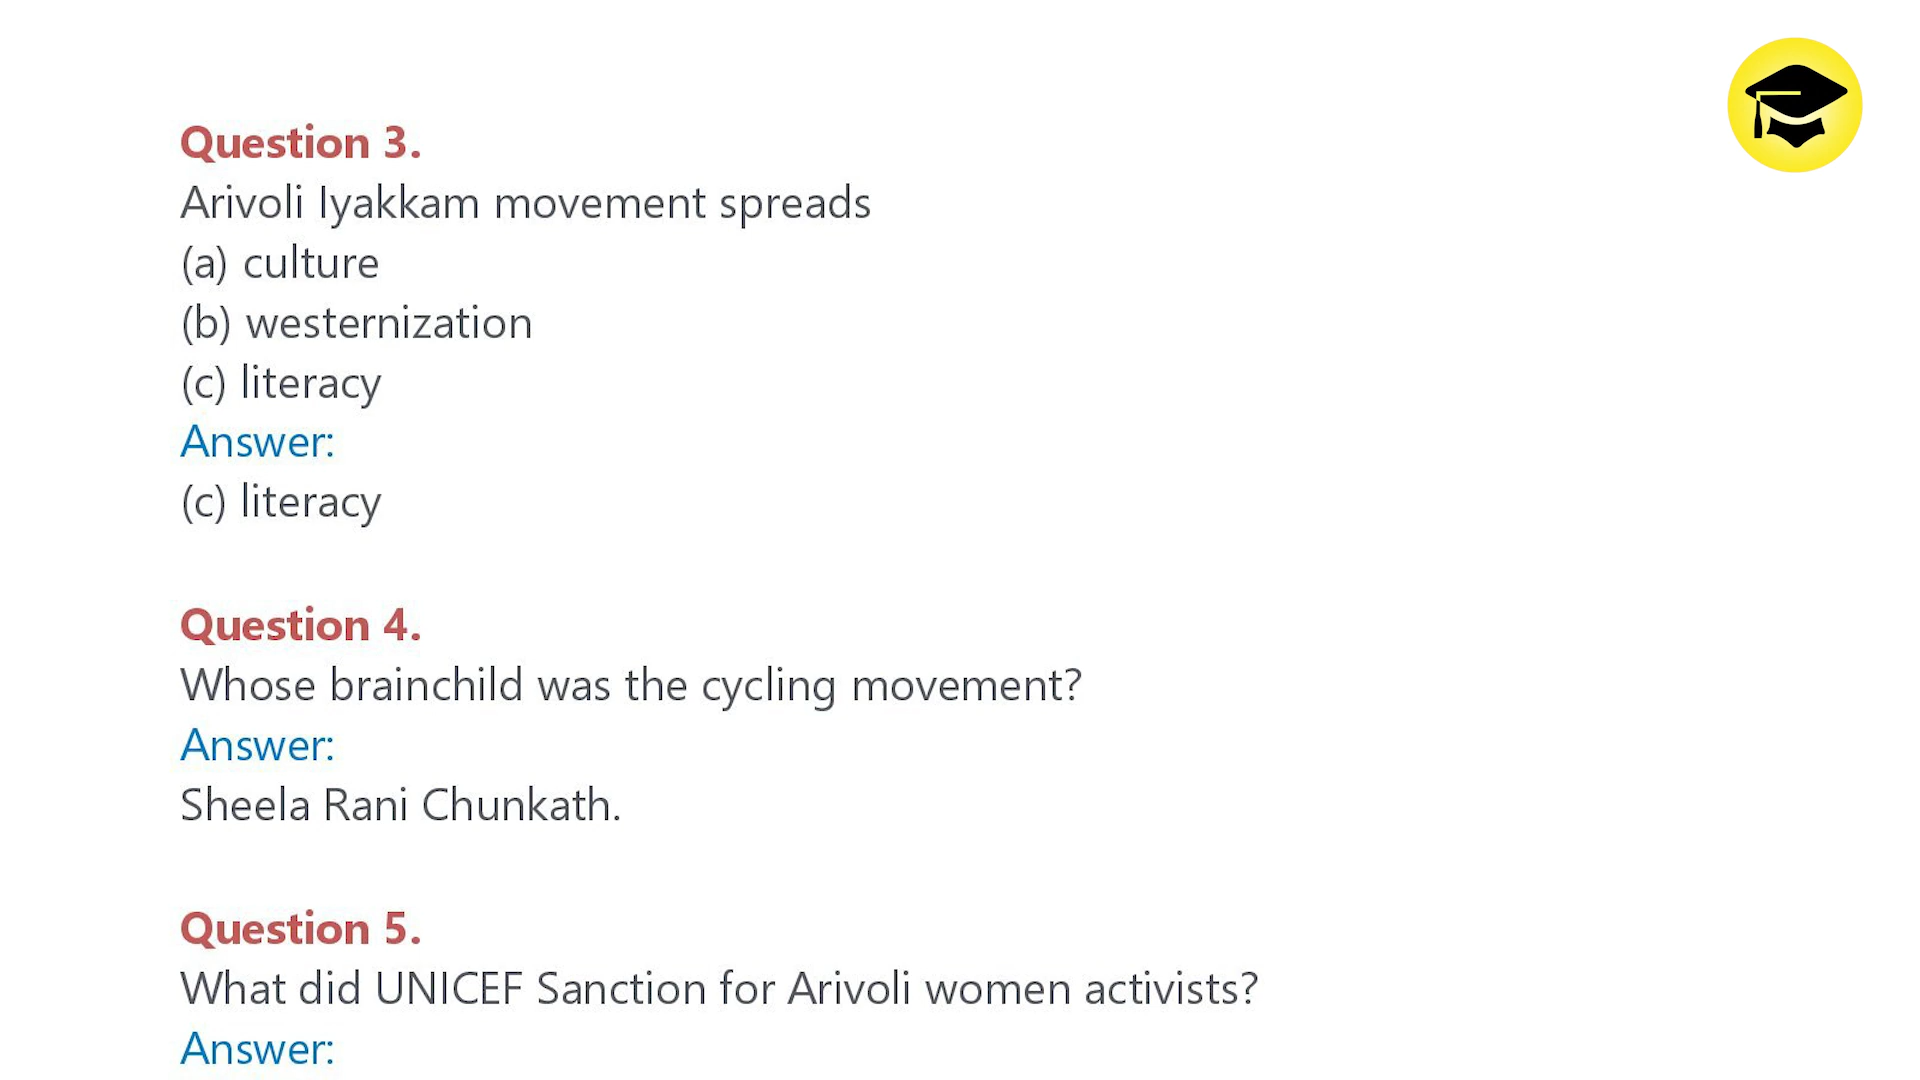 Question 3.
Arivoli Iyakkam movement spreads
(a) culture
(b) westernization
(c) literacy
Answer:
(c) literacy
Question 4.
Whose brainchild was the cycling movement?
Answer:
Sheela Rani Chunkath.
Question 5.
What did UNICEF Sanction for Arivoli women activists?
Answer: